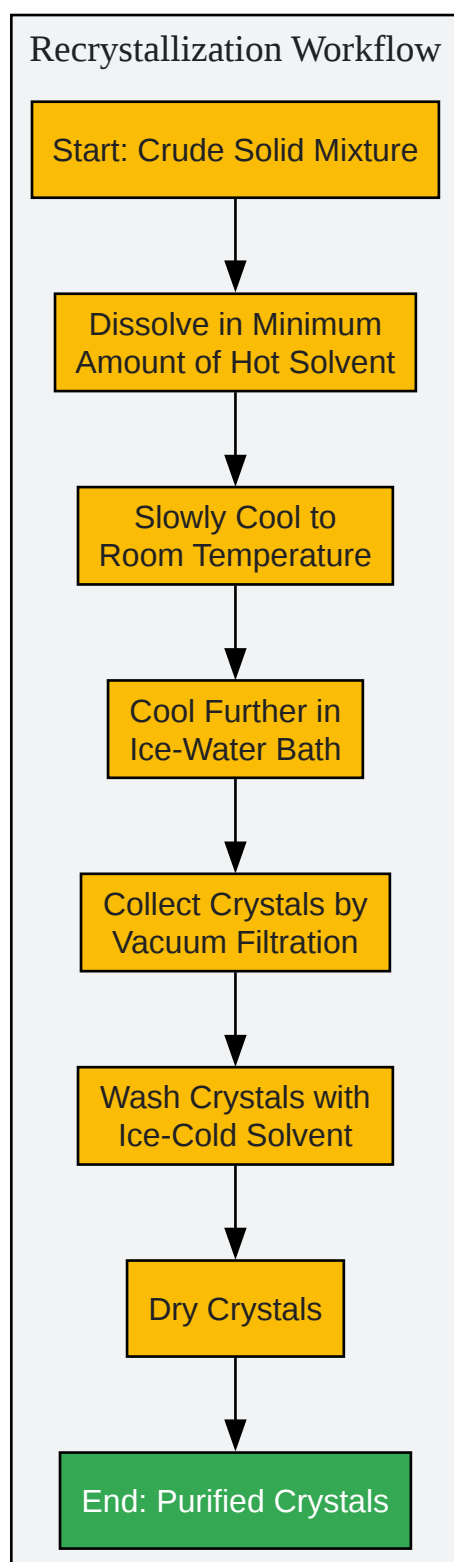 Recrystallization Workflow
Start: Crude Solid Mixture
Dissolve in Minimum
Amount of Hot Solvent
Slowly Cool to
Room Temperature
Cool Further in
Ice-Water Bath
Collect Crystals by
Vacuum Filtration
Wash Crystals with
Ice-Cold Solvent
Dry Crystals
End: Purified Crystals